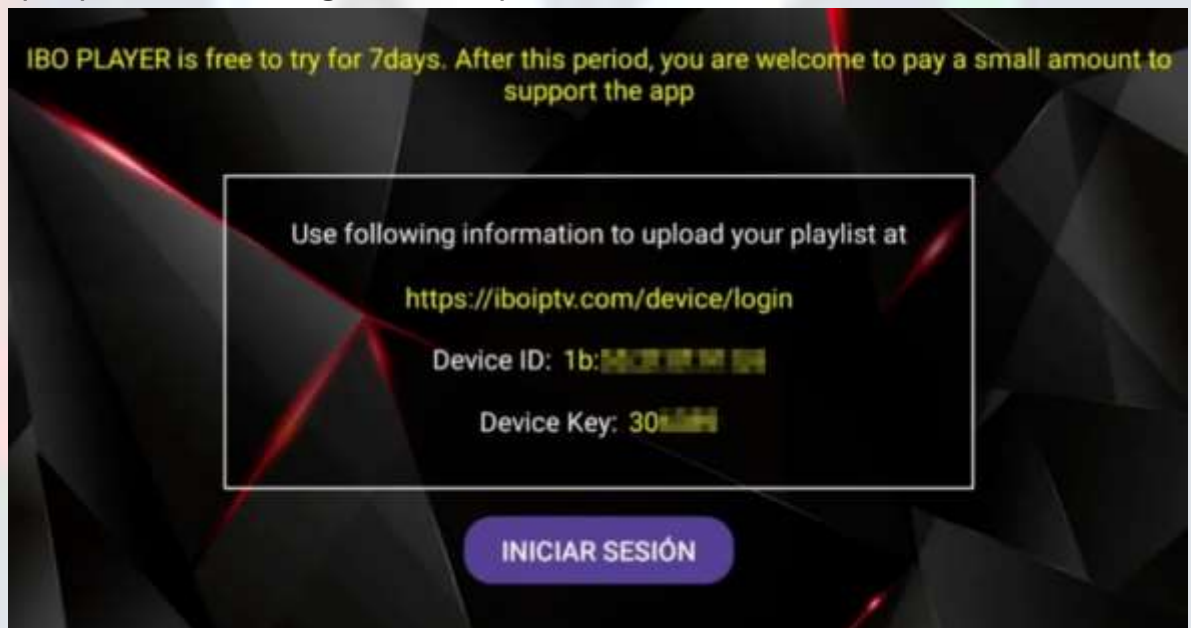 IBO PLAYER is free to try for 7days. After this period, you are welcome to pay a small amount to
support the app
Use following information to upload your playlist at
https://iboiptv.com/device/login
Device ID: 1b:
Device Key: 30
INICIAR SESIÓN